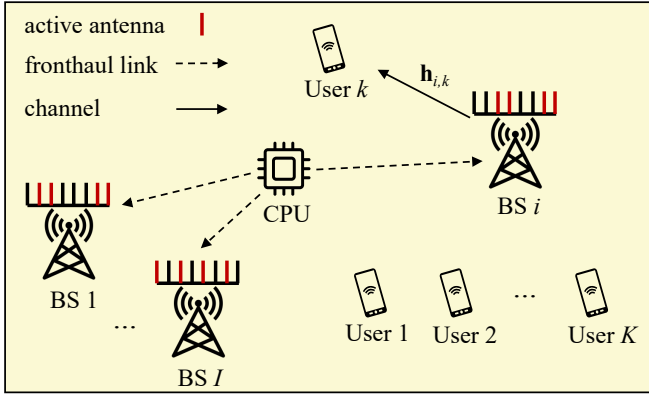 active antenna
fronthaul link
channel
User k
h_{i,k}
BS i
CPU
BS 1
...
BS I
User 1
User 2
...
User K